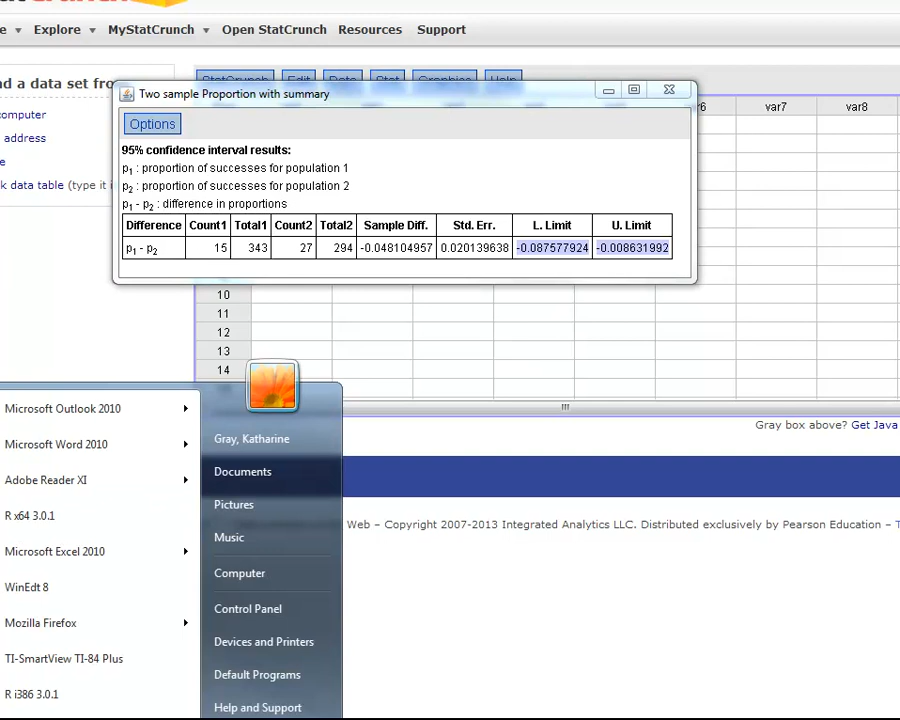 Explore MyStatCrunch Open StatCrunch Resources Support
StatCrunch Edit Data Stat Graphics Help
Two sample Proportion with summary
Options
95% confidence interval results:
p1 : proportion of successes for population 1
p2 : proportion of successes for population 2
p1 - p2 : difference in proportions
Difference Count1 Total1 Count2 Total2 Sample Diff. Std. Err. L. Limit U. Limit
p1 - p2 15 343 27 294 -0.048104957 0.020139638 -0.087577924 -0.008631992
var7 var8
computer
address
k data table (type it i
10
11
12
13
14
Gray box above? Get Java
Web – Copyright 2007-2013 Integrated Analytics LLC. Distributed exclusively by Pearson Education –
Microsoft Outlook 2010
Microsoft Word 2010
Adobe Reader XI
R x64 3.0.1
Microsoft Excel 2010
WinEdt 8
Mozilla Firefox
TI-SmartView TI-84 Plus
R i386 3.0.1
Gray, Katharine
Documents
Pictures
Music
Computer
Control Panel
Devices and Printers
Default Programs
Help and Support